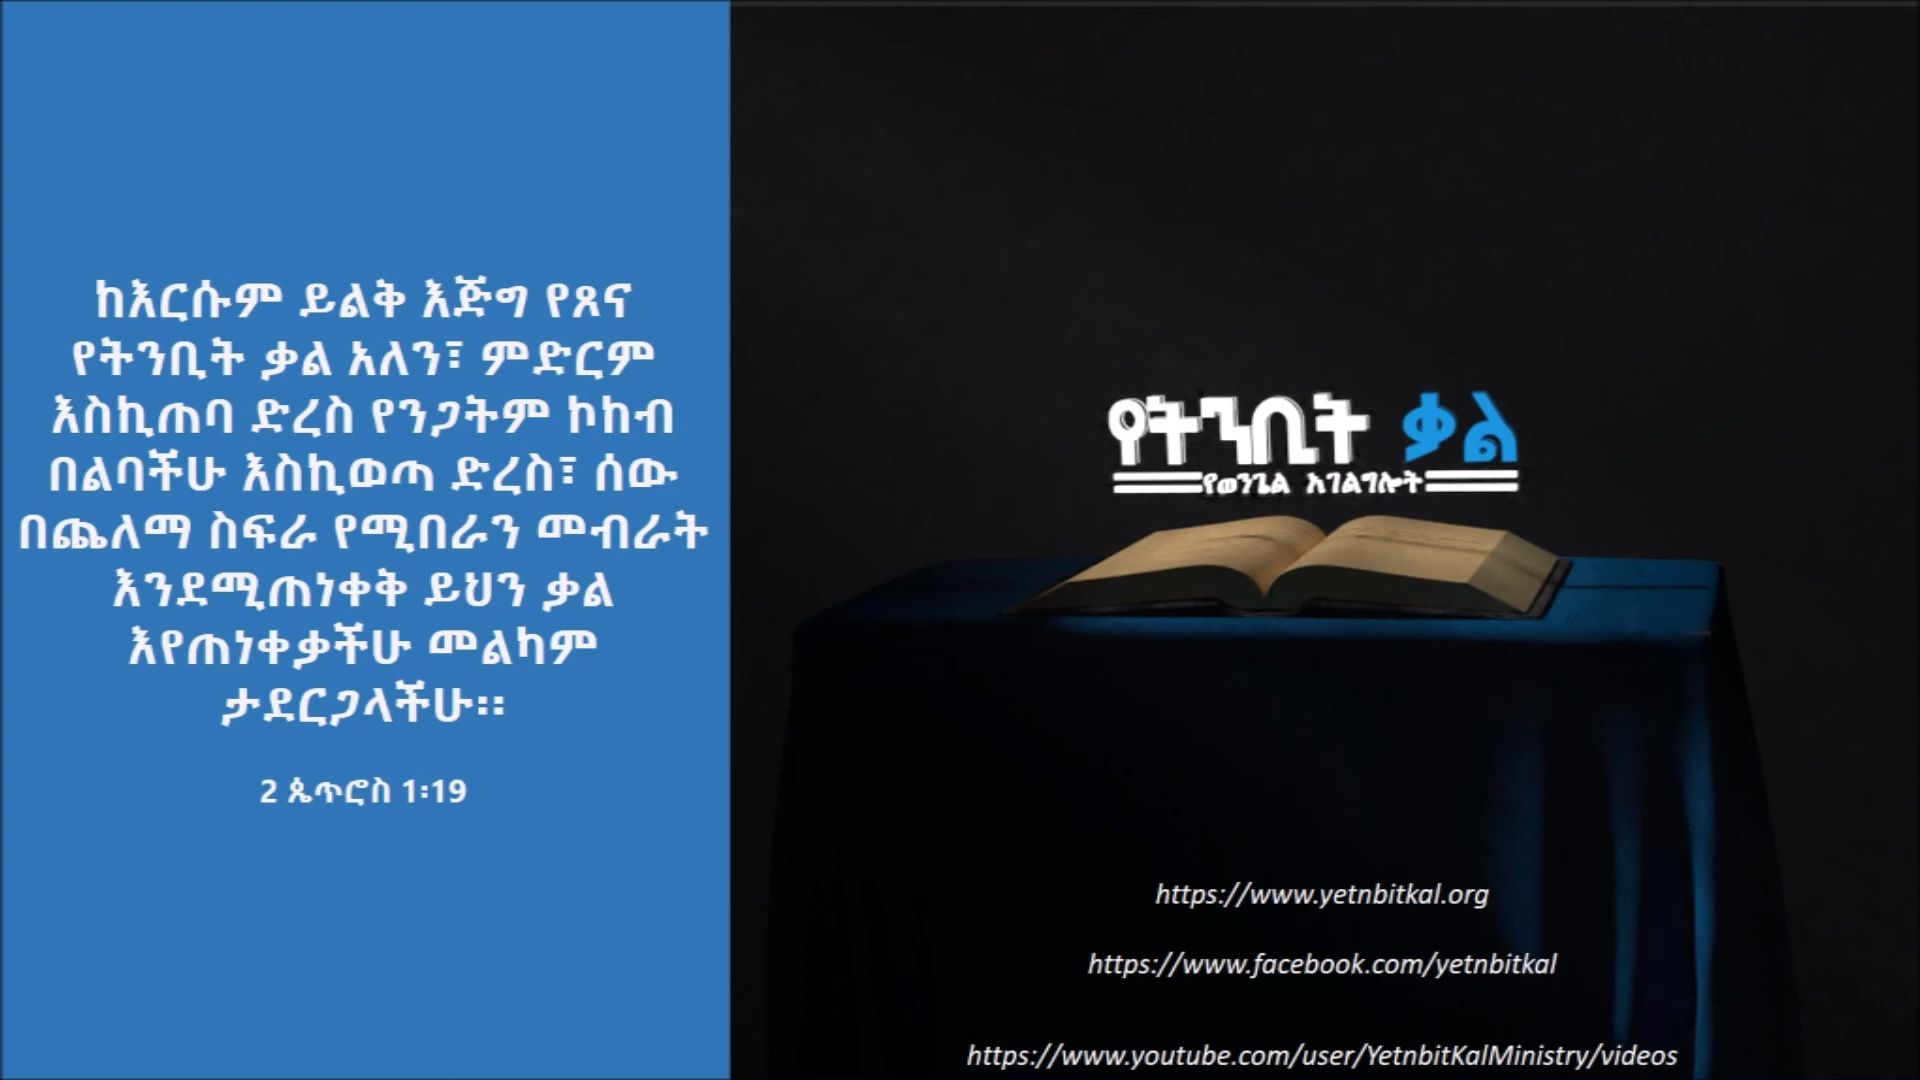 ከእርሱም ይልቅ እጅግ የጸና
የትንቢት ቃል አለን፣ ምድርም
እስኪጠባ ድረስ የንጋትም ኮከብ
በልባችሁ እስኪወጣ ድረስ፣ ሰው
በጨለማ ስፍራ የሚበራን መብራት
እንደሚጠነቀቅ ይህን ቃል
እየጠነቀቃችሁ መልካም
ታደርጋላችሁ፡፡
2 ጴጥሮስ 1፡19
የትንቢት ቃል
የወንጌል አገልግሎት
https://www.yetnbitkal.org
https://www.facebook.com/yetnbitkal
https://www.youtube.com/user/YetnbitKalMinistry/videos